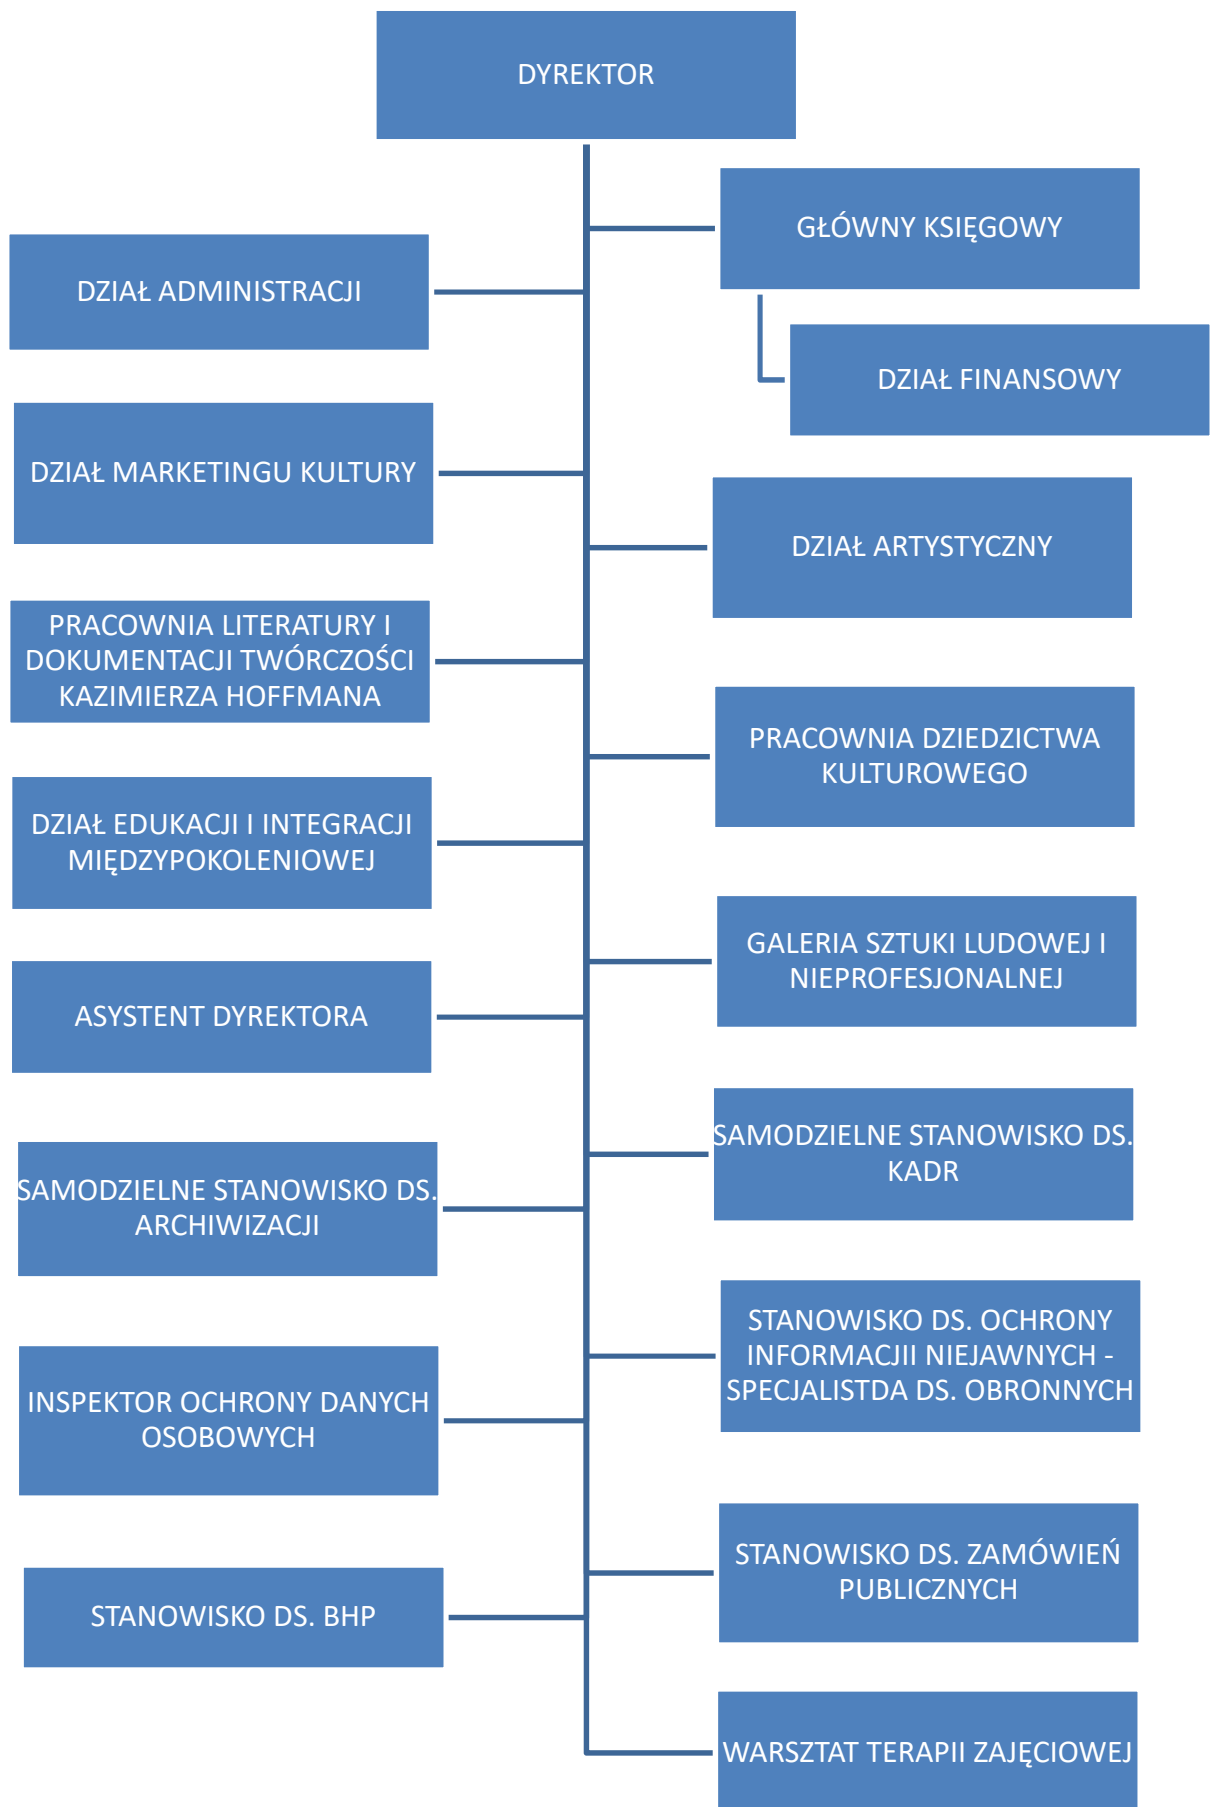 DYREKTOR
GŁÓWNY KSIĘGOWY
DZIAŁ ADMINISTRACJI
DZIAŁ FINANSOWY
DZIAŁ MARKETINGU KULTURY
DZIAŁ ARTYSTYCZNY
PRACOWNIA LITERATURY I
DOKUMENTACJI TWÓRCZOŚCI
KAZIMIERZA HOFFMANA
PRACOWNIA DZIEDZICTWA
KULTUROWEGO
DZIAŁ EDUKACJI I INTEGRACJI
MIĘDZYPOKOLENIOWEJ
GALERIA SZTUKI LUDOWEJ I
NIEPROFESJONALNEJ
ASYSTENT DYREKTORA
SAMODZIELNE STANOWISKO DS.
KADR
SAMODZIELNE STANOWISKO DS.
ARCHIWIZACJI
STANOWISKO DS. OCHRONY
INFORMACJII NIEJAWNYCH -
SPECJALISTDA DS. OBRONNYCH
INSPEKTOR OCHRONY DANYCH
OSOBOWYCH
STANOWISKO DS. ZAMÓWIEŃ
PUBLICZNYCH
STANOWISKO DS. BHP
WARSZTAT TERAPII ZAJĘCIOWEJ